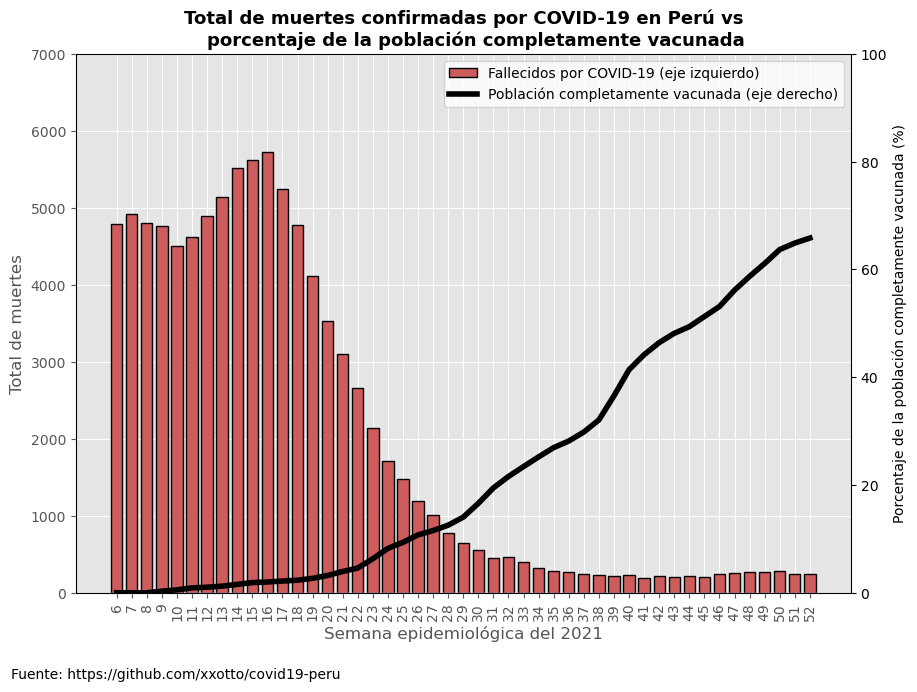 Total de muertes confirmadas por COVID-19 en Perú vs
porcentaje de la población completamente vacunada
Fallecidos por COVID-19 (eje izquierdo)
Población completamente vacunada (eje derecho)
Total de muertes
7000
6000
5000
4000
3000
2000
1000
0
100
80
60
40
20
0
Porcentaje de la población completamente vacunada (%)
6 7 8 9 10 11 12 13 14 15 16 17 18 19 20 21 22 23 24 25 26 27 28 29 30 31 32 33 34 35 36 37 38 39 40 41 42 43 44 45 46 47 48 49 50 51 52
Semana epidemiológica del 2021
Fuente: https://github.com/xxotto/covid19-peru